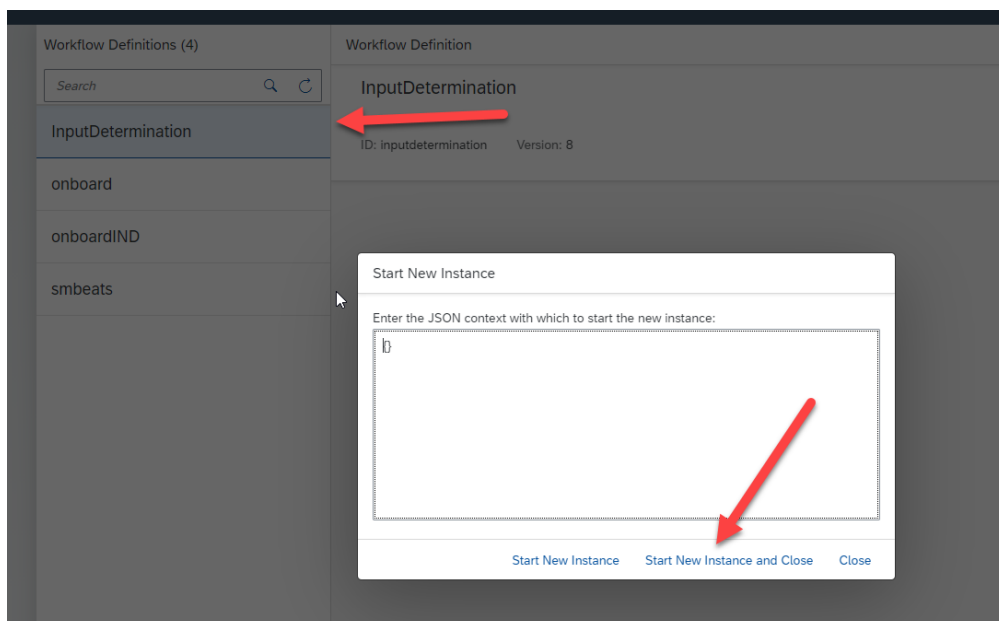 Workflow Definitions (4)
Search
InputDetermination
onboard
onboardIND
smbeats
Workflow Definition
InputDetermination
ID: inputdetermination Version: 8
Start New Instance
Enter the JSON context with which to start the new instance:
{}
Start New Instance Start New Instance and Close Close